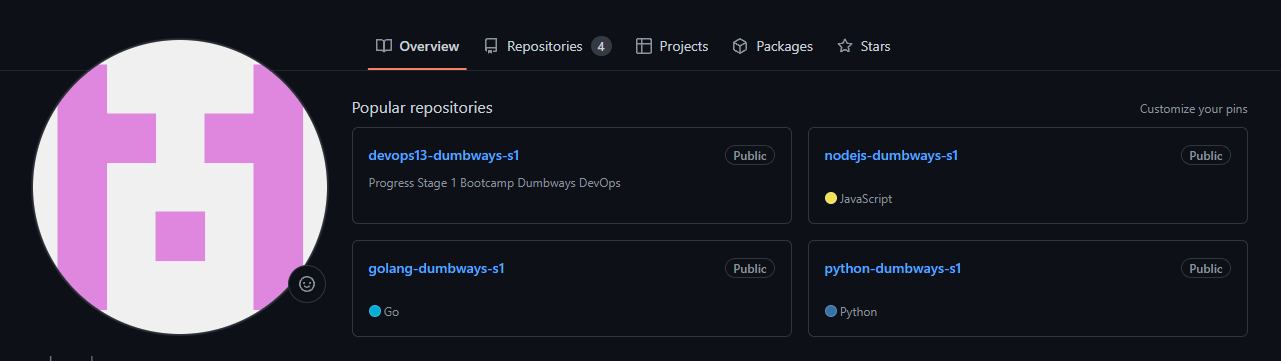 Overview Repositories 4 Projects Packages Stars
Popular repositories Customize your pins
devops13-dumbways-s1 Public
Progress Stage 1 Bootcamp Dumbways DevOps
nodejs-dumbways-s1 Public
JavaScript
golang-dumbways-s1 Public
Go
python-dumbways-s1 Public
Python